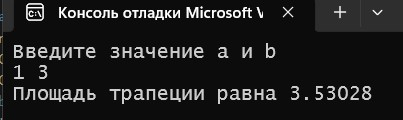 Консоль отладки Microsoft V
Введите значение a и b
1 3
Площадь трапеции равна 3.53028